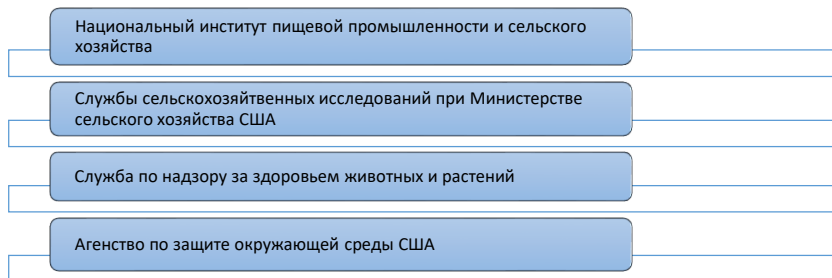 Национальный институт пищевой промышленности и сельского
хозяйства
Службы сельскохозяйтвенных исследований при Министерстве
сельского хозяйства США
Служба по надзору за здоровьем животных и растений
Агенство по защите окружающей среды США